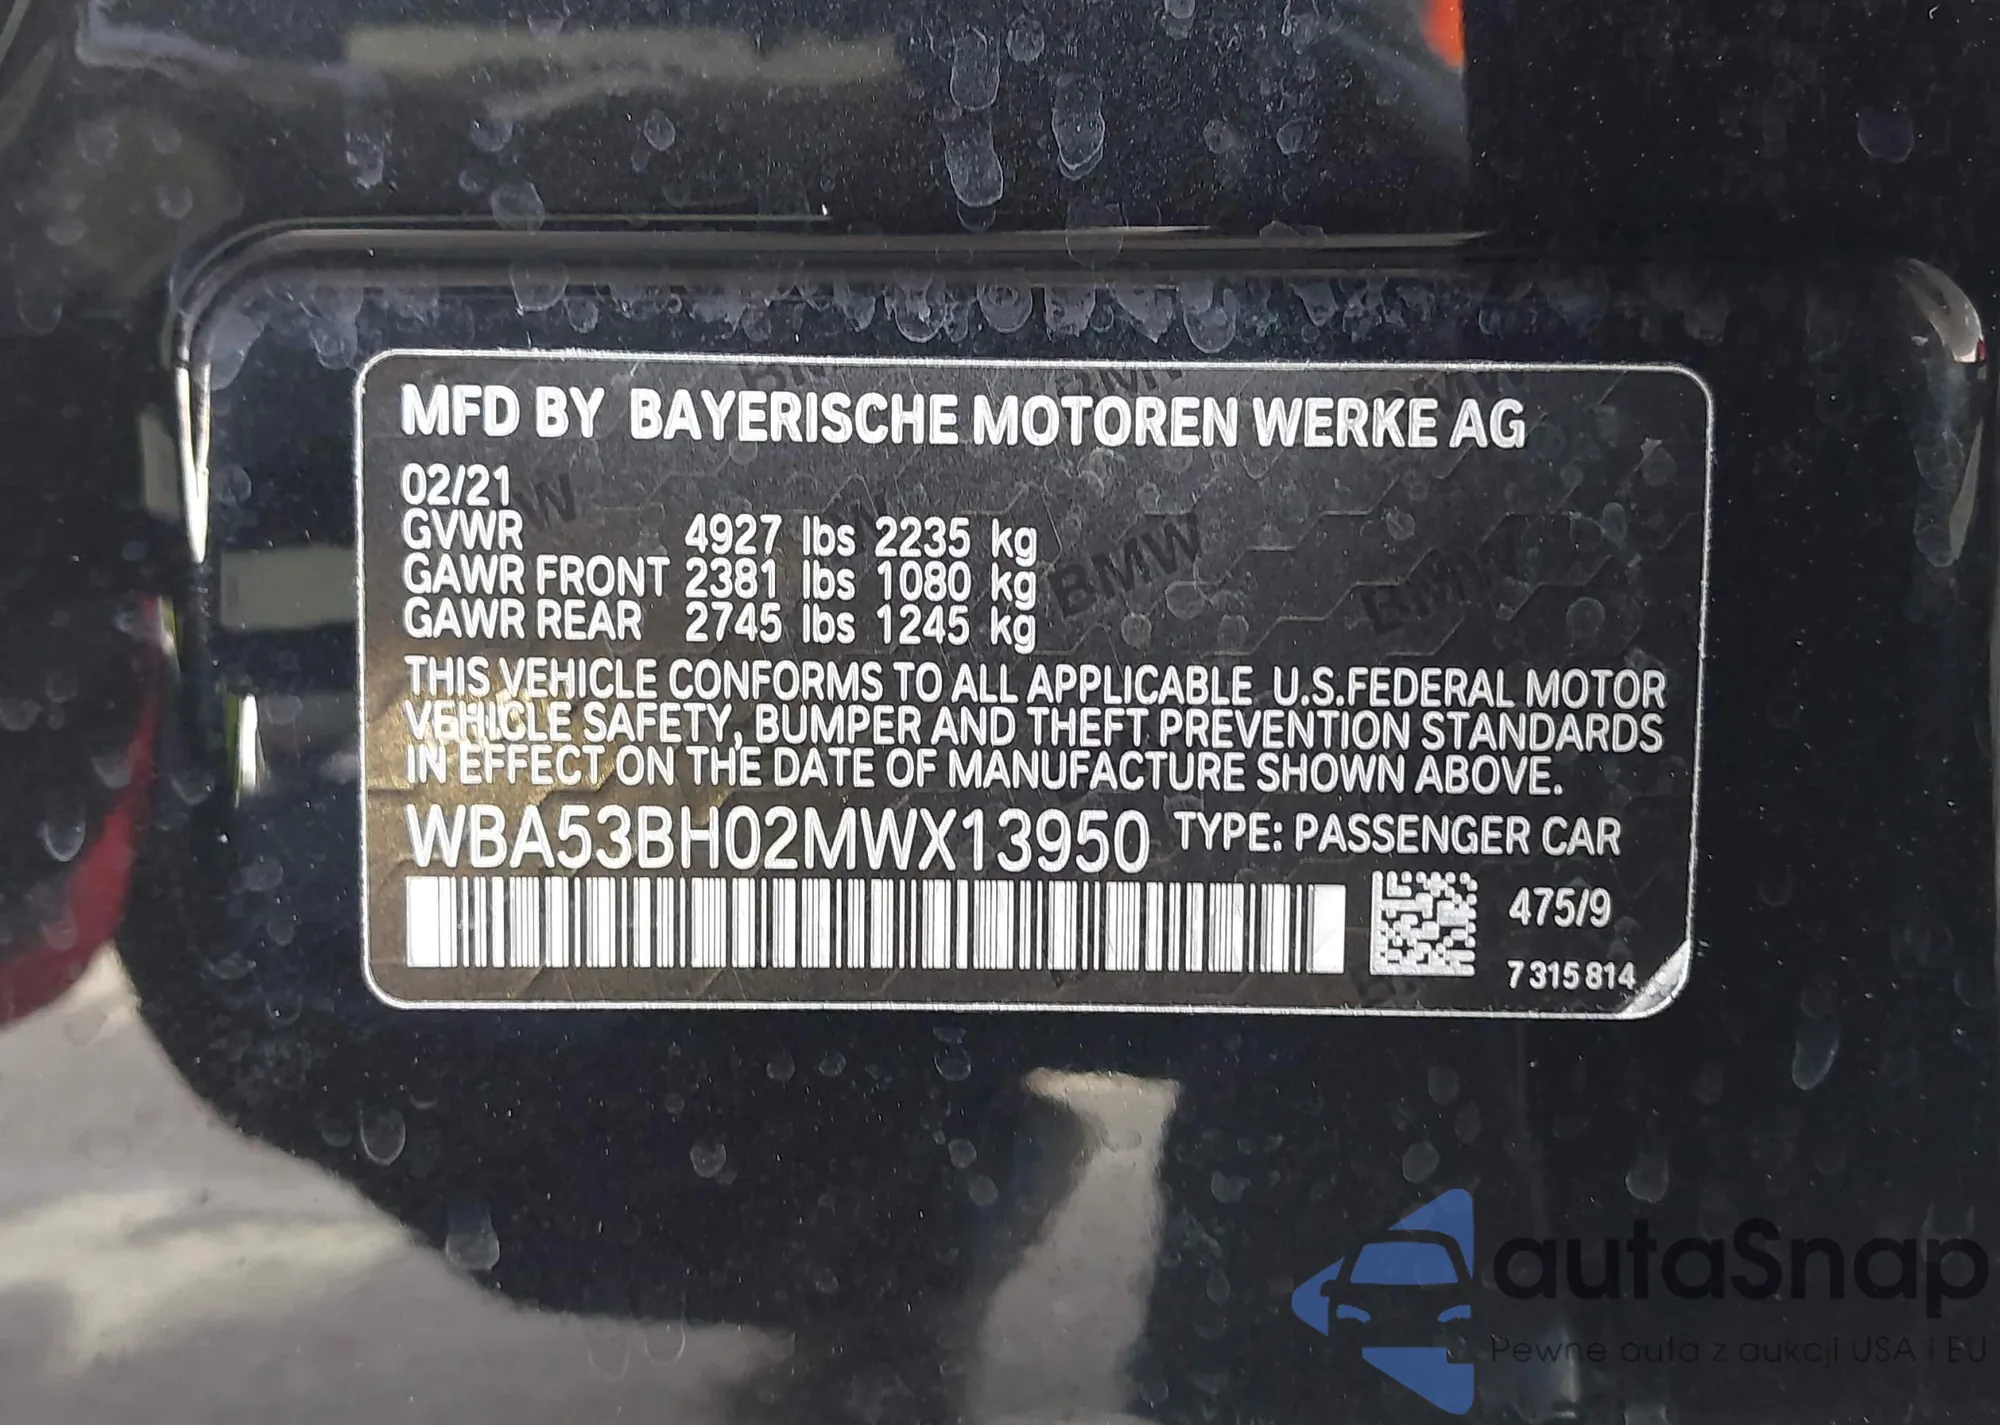 MFD BY BAYERISCHE MOTOREN WERKE AG
02/21
GVWR 4927 lbs 2235 kg
GAWR FRONT 2381 lbs 1080 kg
GAWR REAR 2745 lbs 1245 kg
THIS VEHICLE CONFORMS TO ALL APPLICABLE U.S.FEDERAL MOTOR
VEHICLE SAFETY, BUMPER AND THEFT PREVENTION STANDARDS
IN EFFECT ON THE DATE OF MANUFACTURE SHOWN ABOVE.
WBA53BH02MWX13950 TYPE: PASSENGER CAR
475/9
7315814
BMW
BMW
autaSnap
Pewne auta z aukcji USA i EU